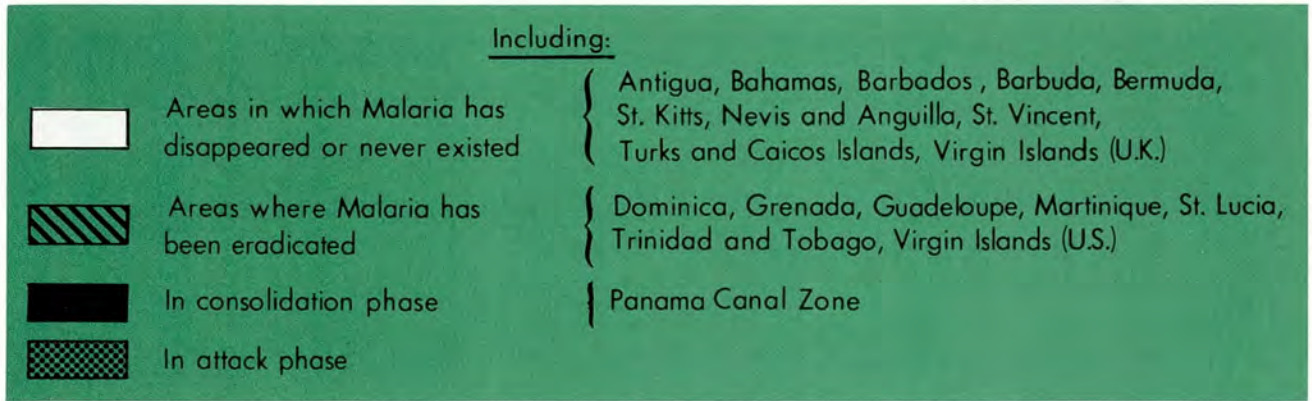 Including:
Areas in which Malaria has
disappeared or never existed
Antigua, Bahamas, Barbados , Barbuda, Bermuda,
St. Kitts, Nevis and Anguilla, St. Vincent,
Turks and Caicos Islands, Virgin Islands (U.K.)
Areas where Malaria has
been eradicated
Dominica, Grenada, Guadeloupe, Martinique, St. Lucia,
Trinidad and Tobago, Virgin Islands (U.S.)
In consolidation phase
Panama Canal Zone
In attack phase